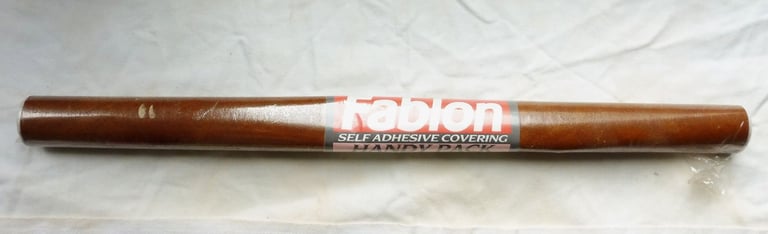 Fablon
SELF ADHESIVE COVERING
HANDY PACK